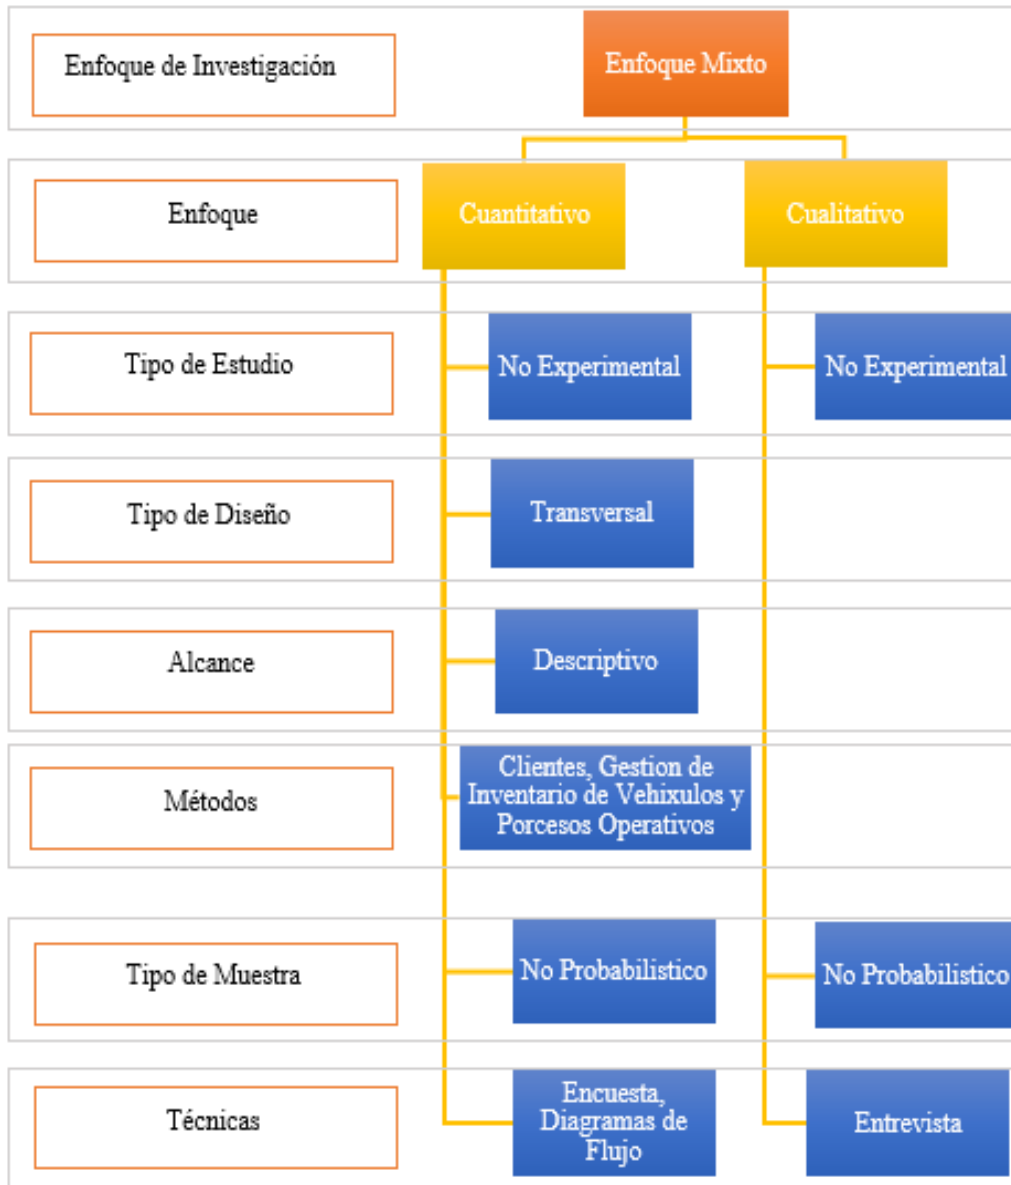 Enfoque de Investigación
Enfoque Mixto
Enfoque
Cuantitativo
Cualitativo
Tipo de Estudio
No Experimental
No Experimental
Tipo de Diseño
Transversal
Alcance
Descriptivo
Métodos
Clientes, Gestion de
Inventario de Vehixulos y
Porcesos Operativos
Tipo de Muestra
No Probabilistico
No Probabilistico
Técnicas
Encuesta,
Diagramas de
Flujo
Entrevista